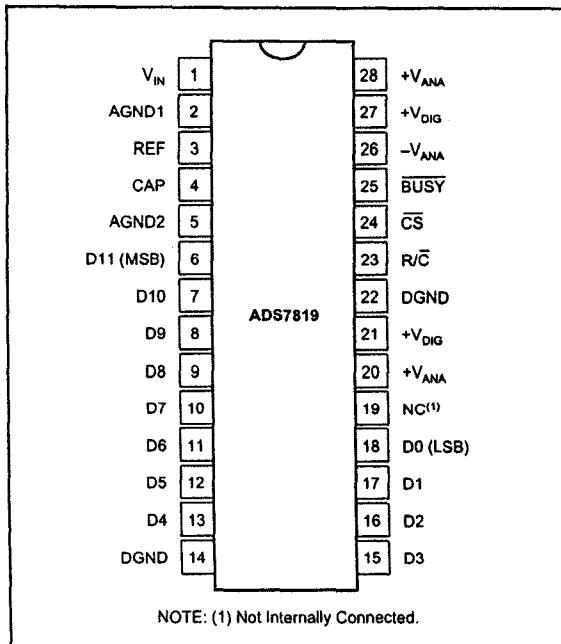 V_IN 1 28 +V_ANA
AGND1 2 27 +V_DIG
REF 3 26 –V_ANA
CAP 4 25 B̅U̅S̅Y̅
AGND2 5 24 C̅S̅
D11 (MSB) 6 23 R/C̅
D10 7 22 DGND
ADS7819
D9 8 21 +V_DIG
D8 9 20 +V_ANA
D7 10 19 NC⁽¹⁾
D6 11 18 D0 (LSB)
D5 12 17 D1
D4 13 16 D2
DGND 14 15 D3
NOTE: (1) Not Internally Connected.